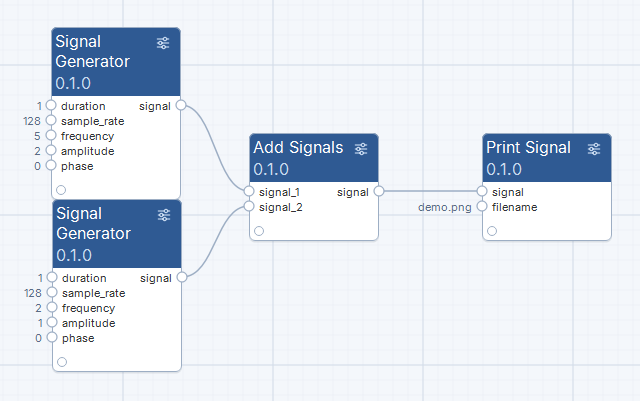 Signal
Generator
0.1.0
1 duration signal
128 sample_rate
5 frequency
2 amplitude
0 phase
Signal
Generator
0.1.0
1 duration signal
128 sample_rate
2 frequency
1 amplitude
0 phase
Add Signals
0.1.0
signal_1 signal
signal_2
Print Signal
0.1.0
signal
demo.png filename